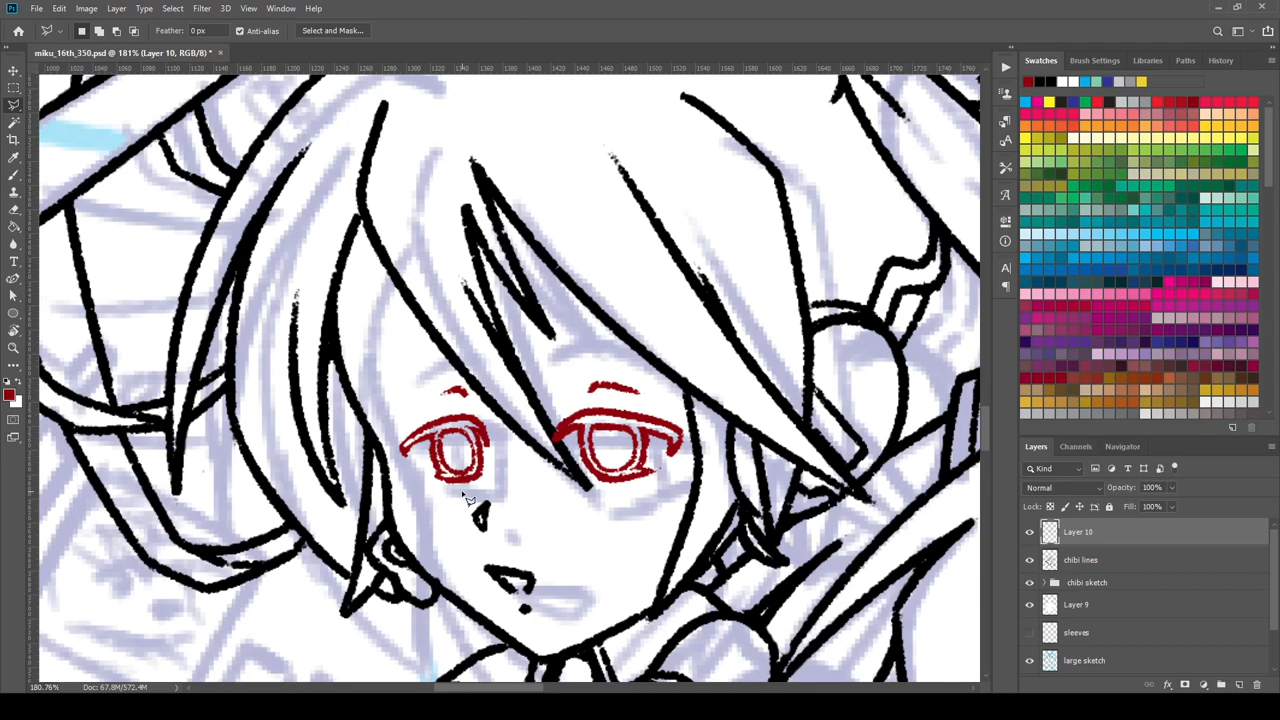 File Edit Image Layer Type Select Filter 3D View Window Help
Feather: 0 px Anti-alias Select and Mask...
miku_16th_350.psd @ 181% (Layer 10, RGB/8) *
Swatches Brush Settings Libraries Paths History
Layers Channels Navigator
Kind
Normal Opacity: 100%
Lock: Fill: 100%
Layer 10
chibi lines
chibi sketch
Layer 9
sleeves
large sketch
180.76% Doc: 67.8M/572.4M